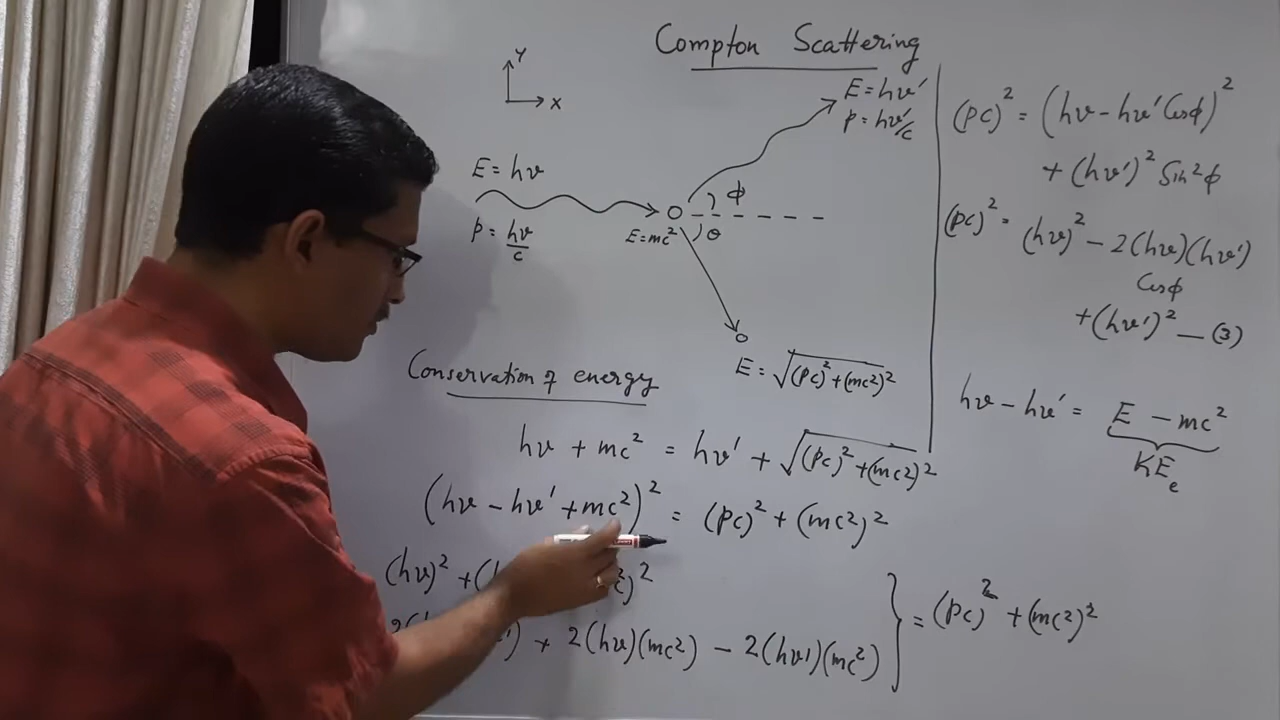 Compton Scattering
Y
X
E = hν
p = hν/c
E = mc²
φ
θ
E = hν'
p = hν'/c
E = √((pc)² + (mc²)²)
Conservation of energy
hν + mc² = hν' + √((pc)² + (mc²)²)
(hν - hν' + mc²)² = (pc)² + (mc²)²
(hν)² + ( )²
+ 2(hν)(mc²) - 2(hν')(mc²) } = (pc)² + (mc²)²
(pc)² = (hν - hν' Cosφ)²
+ (hν')² Sin²φ
(pc)² = (hν)² - 2(hν)(hν')
Cosφ
+ (hν')² — (3)
hν - hν' = E - mc²
KEe